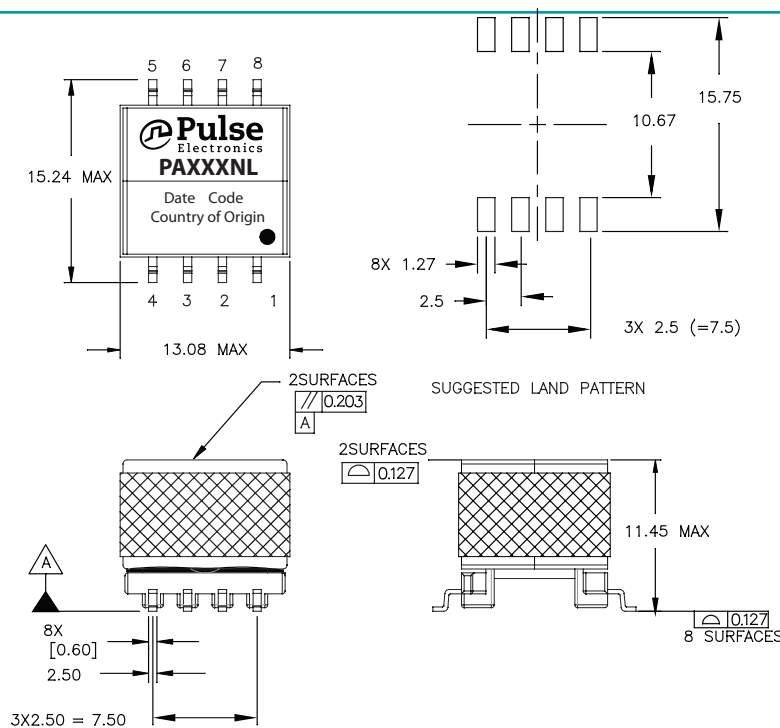 5 6 7 8
Pulse
Electronics
PAXXXNL
Date Code
Country of Origin
15.24 MAX
4 3 2 1
13.08 MAX
15.75
10.67
8X 1.27
2.5
3X 2.5 (=7.5)
SUGGESTED LAND PATTERN
2SURFACES
// 0.203
A
2SURFACES
⌓ 0.127
11.45 MAX
A
8X
[0.60]
2.50
3X2.50 = 7.50
⌓ 0.127
8 SURFACES